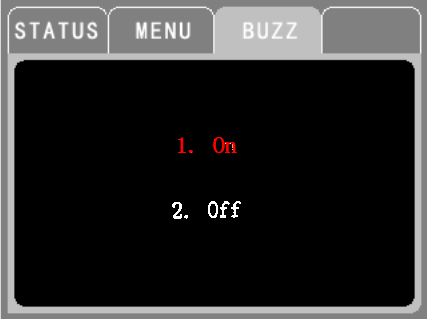 STATUS MENU BUZZ
1. On
2. Off